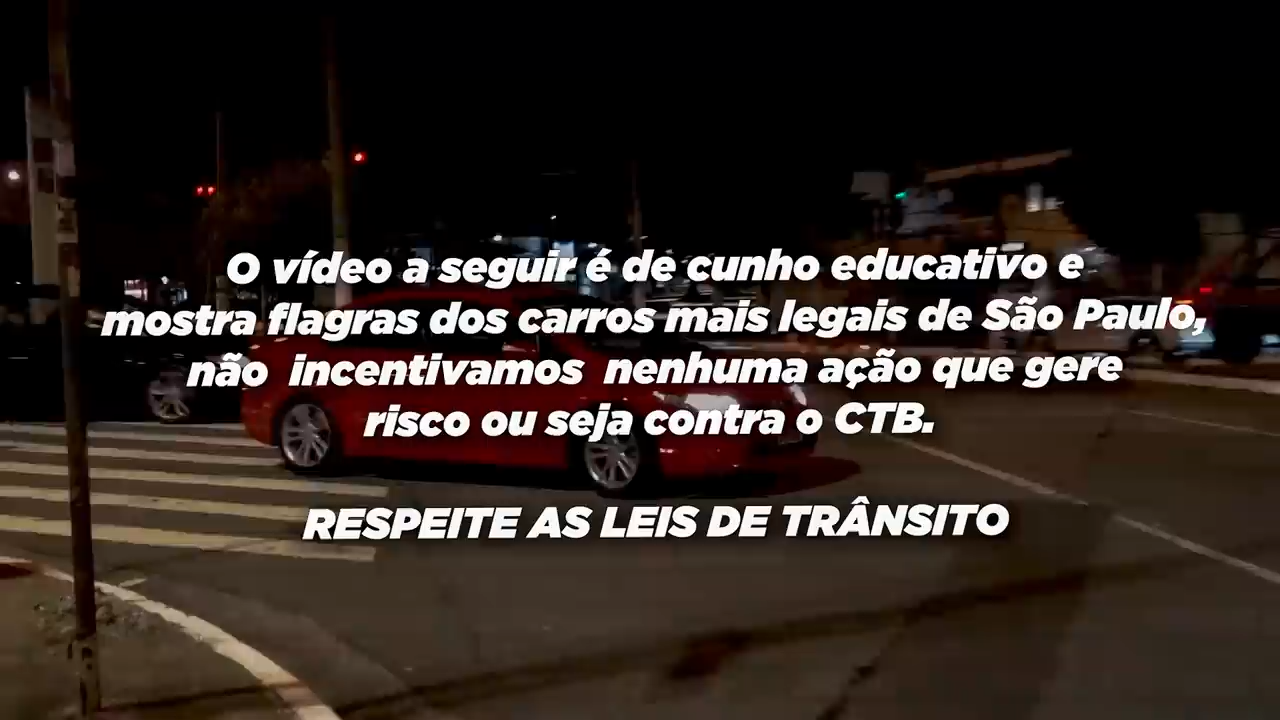 O vídeo a seguir é de cunho educativo e
mostra flagras dos carros mais legais de São Paulo,
não incentivamos nenhuma ação que gere
risco ou seja contra o CTB.
RESPEITE AS LEIS DE TRÂNSITO